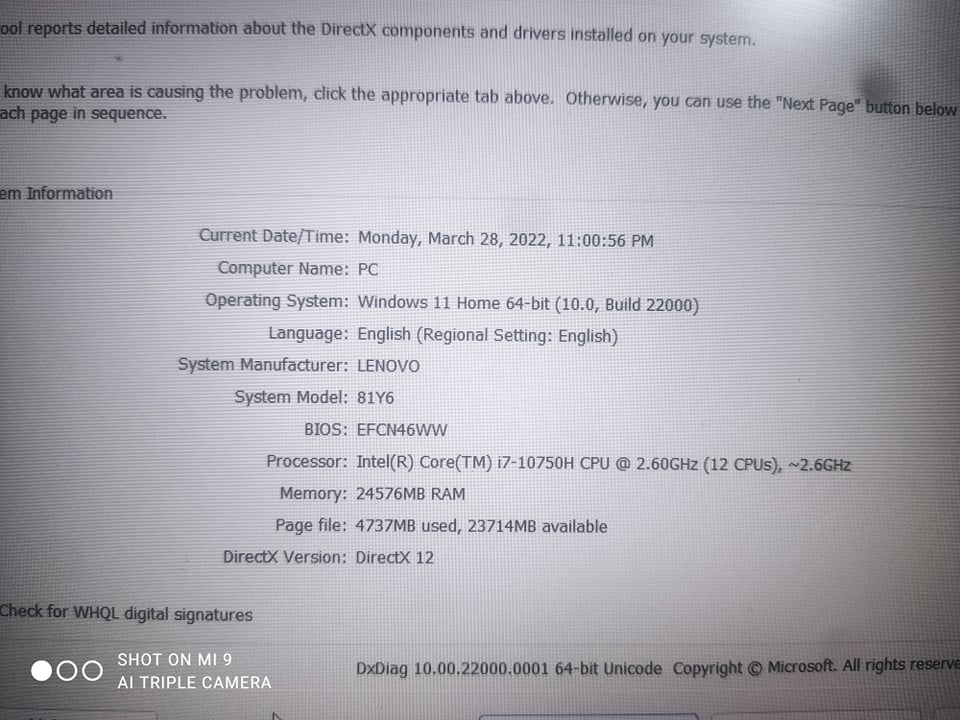 ool reports detailed information about the DirectX components and drivers installed on your system.
know what area is causing the problem, click the appropriate tab above. Otherwise, you can use the "Next Page" button below
ach page in sequence.
em Information
Current Date/Time: Monday, March 28, 2022, 11:00:56 PM
Computer Name: PC
Operating System: Windows 11 Home 64-bit (10.0, Build 22000)
Language: English (Regional Setting: English)
System Manufacturer: LENOVO
System Model: 81Y6
BIOS: EFCN46WW
Processor: Intel(R) Core(TM) i7-10750H CPU @ 2.60GHz (12 CPUs), ~2.6GHz
Memory: 24576MB RAM
Page file: 4737MB used, 23714MB available
DirectX Version: DirectX 12
Check for WHQL digital signatures
DxDiag 10.00.22000.0001 64-bit Unicode Copyright © Microsoft. All rights reserve
SHOT ON MI 9
AI TRIPLE CAMERA